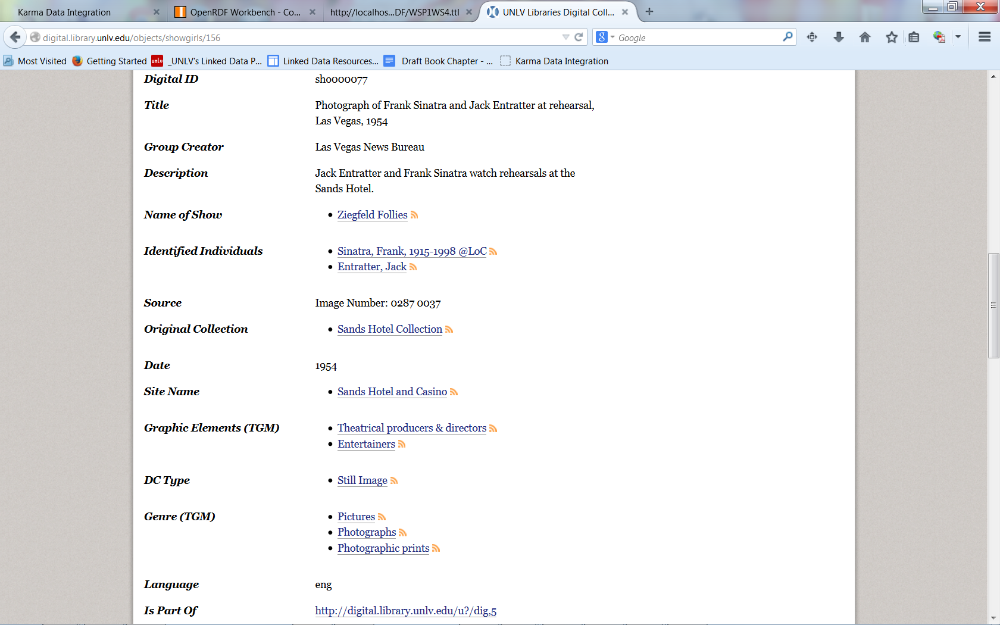 Karma Data Integration
OpenRDF Workbench - Co...
http://localhos...DF/WSP1WS4.ttl
UNLV Libraries Digital Coll...
digital.library.unlv.edu/objects/showgirls/156
Google
Most Visited
Getting Started
_UNLV's Linked Data P...
Linked Data Resources...
Draft Book Chapter - ...
Karma Data Integration
Digital ID sho000077
Title Photograph of Frank Sinatra and Jack Entratter at rehearsal,
Las Vegas, 1954
Group Creator Las Vegas News Bureau
Description Jack Entratter and Frank Sinatra watch rehearsals at the
Sands Hotel.
Name of Show • Ziegfeld Follies
Identified Individuals • Sinatra, Frank, 1915-1998 @LoC
• Entratter, Jack
Source Image Number: 0287 0037
Original Collection • Sands Hotel Collection
Date 1954
Site Name • Sands Hotel and Casino
Graphic Elements (TGM) • Theatrical producers & directors
• Entertainers
DC Type • Still Image
Genre (TGM) • Pictures
• Photographs
• Photographic prints
Language eng
Is Part Of http://digital.library.unlv.edu/u?/dig,5